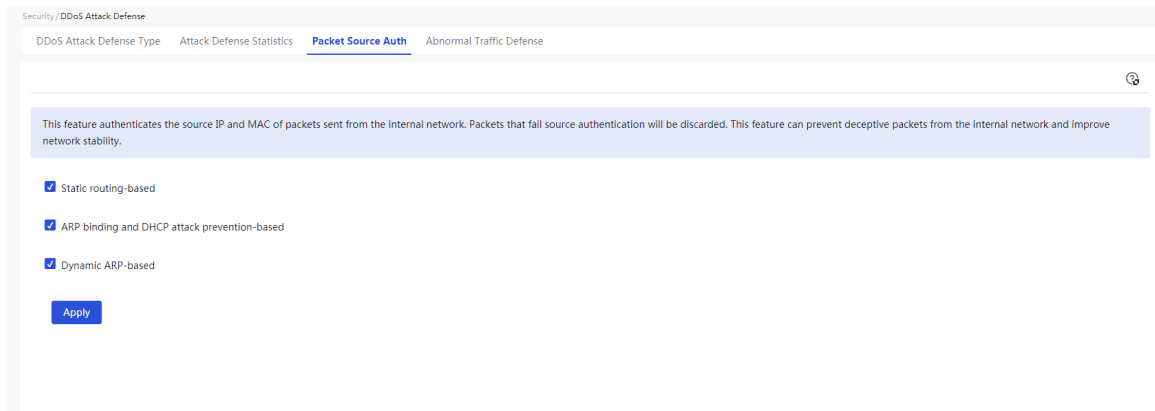 Security / DDoS Attack Defense
DDoS Attack Defense Type Attack Defense Statistics Packet Source Auth Abnormal Traffic Defense
This feature authenticates the source IP and MAC of packets sent from the internal network. Packets that fail source authentication will be discarded. This feature can prevent deceptive packets from the internal network and improve
network stability.
Static routing-based
ARP binding and DHCP attack prevention-based
Dynamic ARP-based
Apply